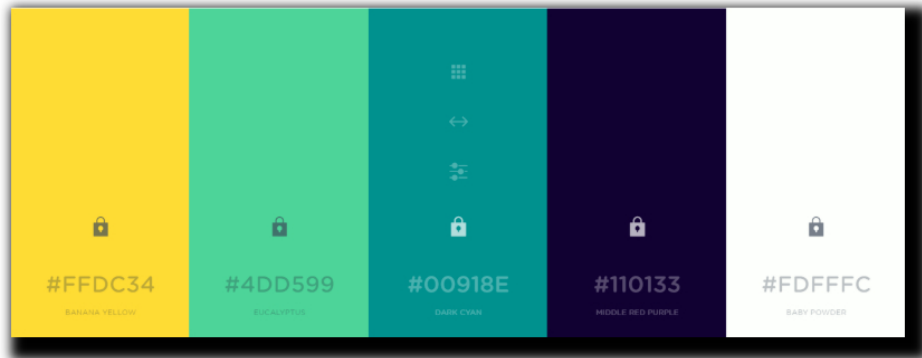 #FFDC34
BANANA YELLOW
#4DD599
EUCALYPTUS
#00918E
DARK CYAN
#110133
MIDDLE RED PURPLE
#FDFFFC
BABY POWDER